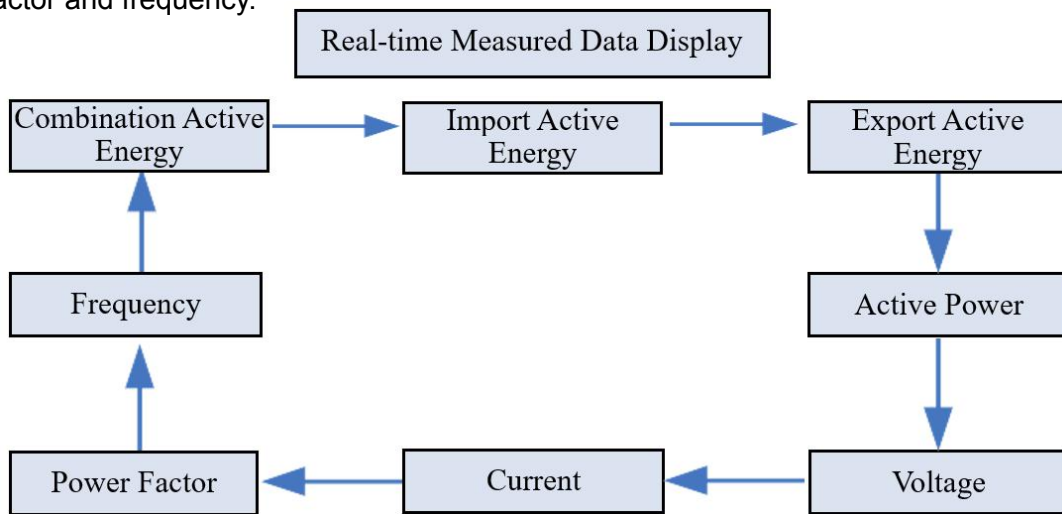 actor and frequency.
Real-time Measured Data Display
Combination Active
Energy
Import Active
Energy
Export Active
Energy
Frequency
Active Power
Power Factor
Current
Voltage